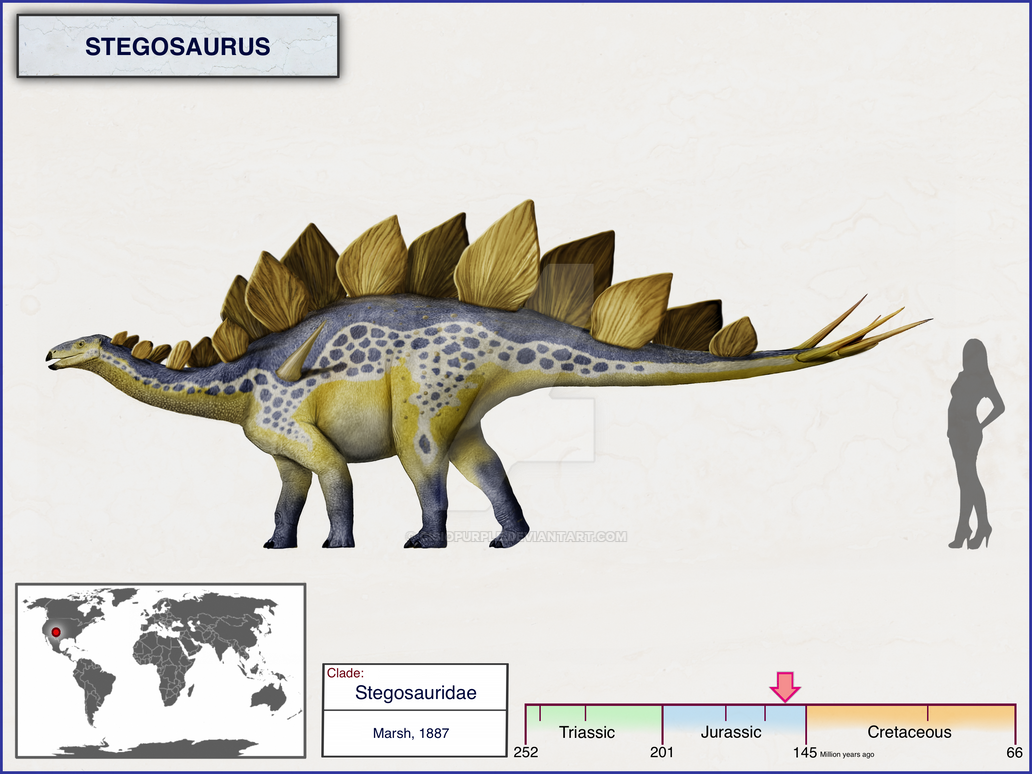 STEGOSAURUS
Clade:
Stegosauridae
Marsh, 1887
Triassic
Jurassic
Cretaceous
252
201
145
Million years ago
66